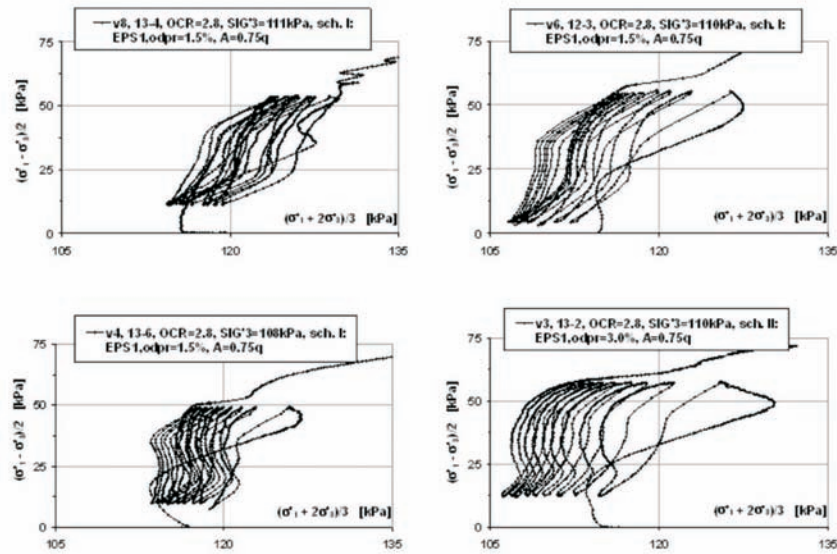 v8, 13-4, OCR=2.8, SIG'3=111kPa, sch. I:
EPS1,odpr=1.5%, A=0.75q
75
50
25
0
(σ'₁ - σ'₃)/2 [kPa]
(σ'₁ + 2σ'₃)/3 [kPa]
105
120
135
v6, 12-3, OCR=2.8, SIG'3=110kPa, sch. I:
EPS1,odpr=1.5%, A=0.75q
75
50
25
0
(σ'₁ - σ'₃)/2 [kPa]
(σ'₁ + 2σ'₃)/3 [kPa]
105
120
135
v4, 13-6, OCR=2.8, SIG'3=108kPa, sch. I:
EPS1,odpr=1.5%, A=0.75q
75
50
25
0
(σ'₁ - σ'₃)/2 [kPa]
(σ'₁ + 2σ'₃)/3 [kPa]
105
120
135
v3, 13-2, OCR=2.8, SIG'3=110kPa, sch. II:
EPS1,odpr=3.0%, A=0.75q
75
50
25
0
(σ'₁ - σ'₃)/2 [kPa]
(σ'₁ + 2σ'₃)/3 [kPa]
105
120
135